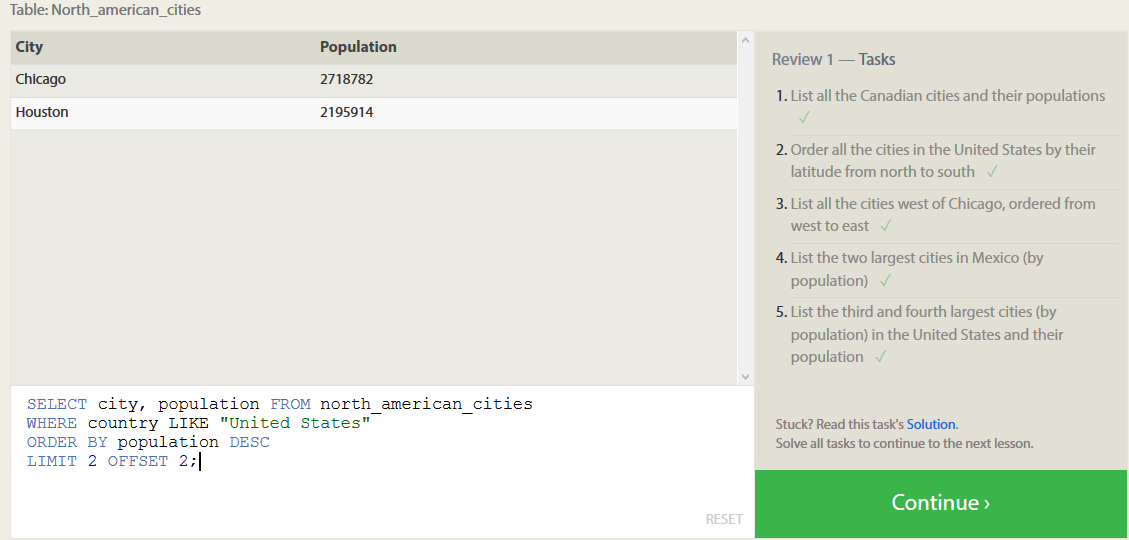 Table: North_american_cities
City Population
Chicago 2718782
Houston 2195914
SELECT city, population FROM north_american_cities
WHERE country LIKE "United States"
ORDER BY population DESC
LIMIT 2 OFFSET 2;
RESET
Review 1 — Tasks
1. List all the Canadian cities and their populations
✓
2. Order all the cities in the United States by their
latitude from north to south ✓
3. List all the cities west of Chicago, ordered from
west to east ✓
4. List the two largest cities in Mexico (by
population) ✓
5. List the third and fourth largest cities (by
population) in the United States and their
population ✓
Stuck? Read this task's Solution.
Solve all tasks to continue to the next lesson.
Continue ›